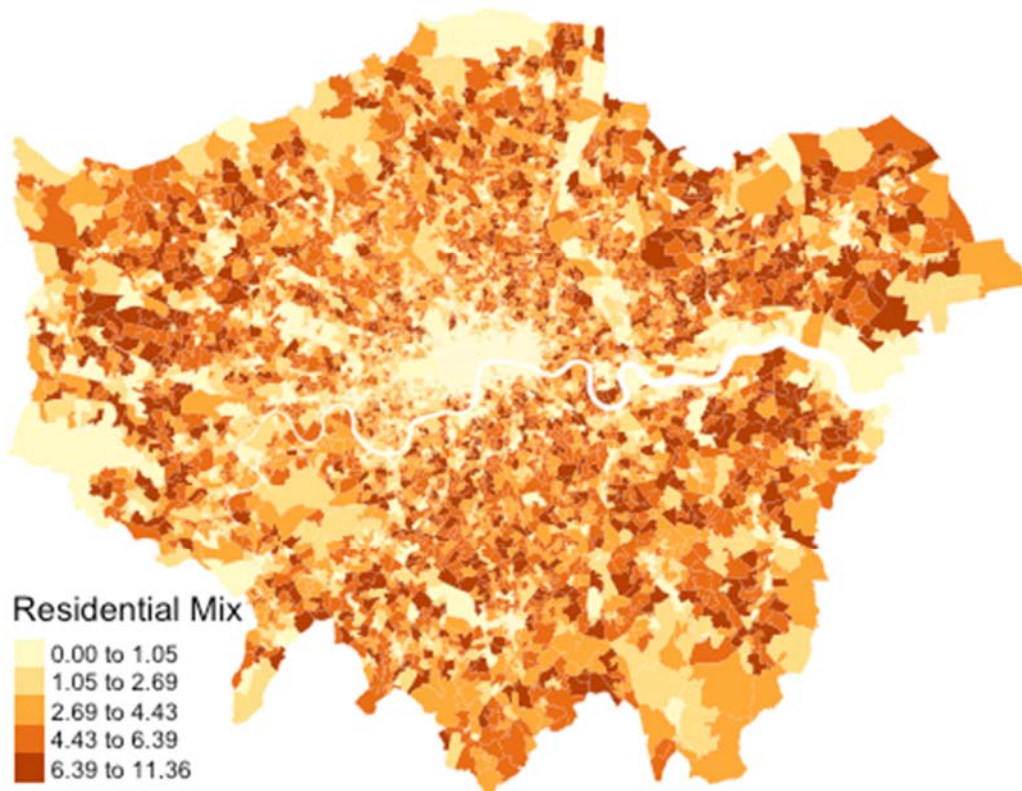 Residential Mix
0.00 to 1.05
1.05 to 2.69
2.69 to 4.43
4.43 to 6.39
6.39 to 11.36